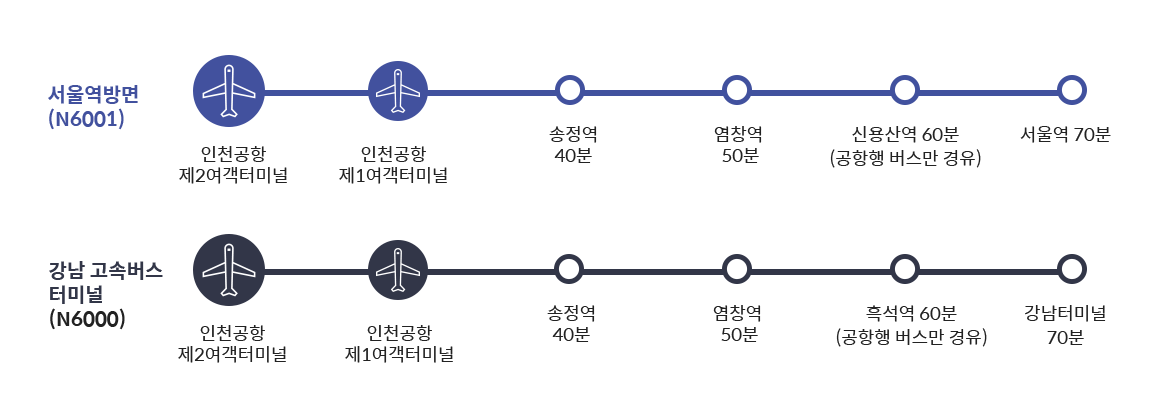 서울역방면
(N6001)
인천공항
제2여객터미널
인천공항
제1여객터미널
송정역
40분
염창역
50분
신용산역 60분
(공항행 버스만 경유)
서울역 70분
강남 고속버스
터미널
(N6000)
인천공항
제2여객터미널
인천공항
제1여객터미널
송정역
40분
염창역
50분
흑석역 60분
(공항행 버스만 경유)
강남터미널
70분